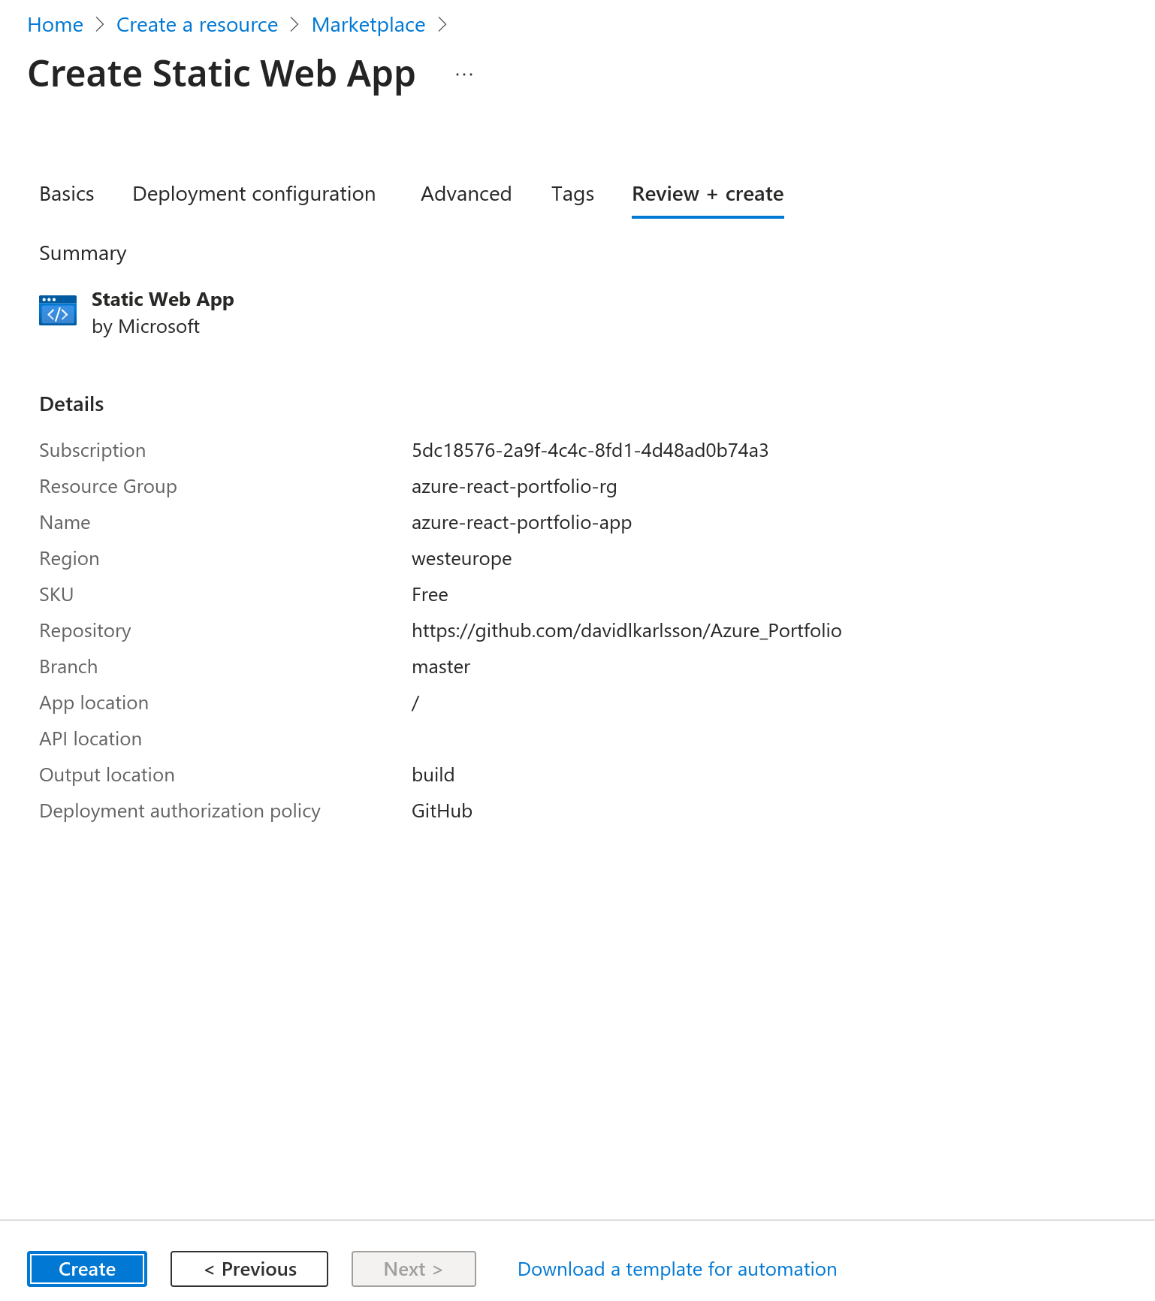 Home > Create a resource > Marketplace >
Create Static Web App ...
Basics Deployment configuration Advanced Tags Review + create
Summary
</>
Static Web App
by Microsoft
Details
Subscription 5dc18576-2a9f-4c4c-8fd1-4d48ad0b74a3
Resource Group azure-react-portfolio-rg
Name azure-react-portfolio-app
Region westeurope
SKU Free
Repository https://github.com/davidlkarlsson/Azure_Portfolio
Branch master
App location /
API location
Output location build
Deployment authorization policy GitHub
Create < Previous Next > Download a template for automation